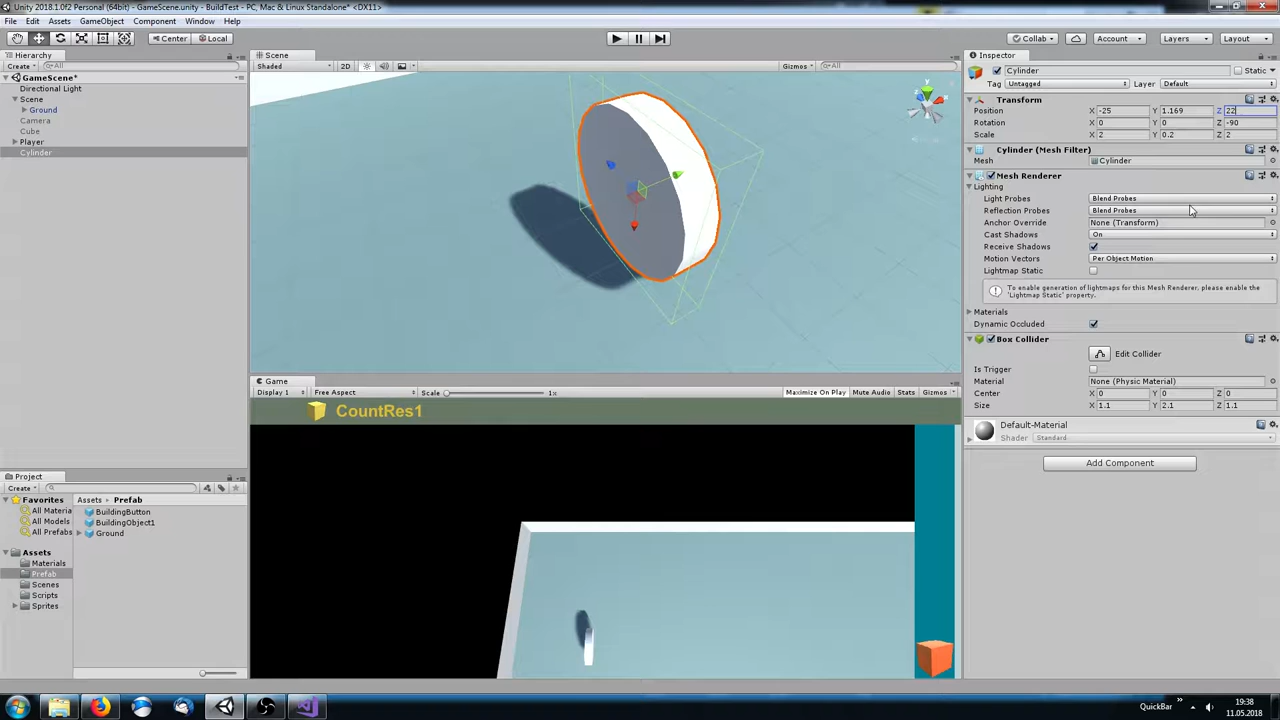 Unity 2018.1.0f2 Personal (64bit) - GameScene.unity - BuildTest - PC, Mac & Linux Standalone* <DX11>
File Edit Assets GameObject Component Window Help
Center Local Collab Account Layers Layout
Hierarchy
Create All
GameScene*
Directional Light
Scene
Ground
Camera
Cube
Player
Cylinder
Scene
Shaded 2D Gizmos All
Game
Display 1 Free Aspect Scale 1x Maximize On Play Mute Audio Stats Gizmos
CountRes1
Project
Create
Favorites
All Materia
All Models
All Prefabs
Assets
Materials
Prefab
Scenes
Scripts
Sprites
Assets Prefab
BuildingButton
BuildingObject1
Ground
Inspector
Cylinder Static
Tag Untagged Layer Default
Transform
Position X -25 Y 1.169 Z 22
Rotation X 0 Y 0 Z -90
Scale X 2 Y 0.2 Z 2
Cylinder (Mesh Filter)
Mesh Cylinder
Mesh Renderer
Lighting
Light Probes Blend Probes
Reflection Probes Blend Probes
Anchor Override None (Transform)
Cast Shadows On
Receive Shadows
Motion Vectors Per Object Motion
Lightmap Static
To enable generation of lightmaps for this Mesh Renderer, please enable the
'Lightmap Static' property.
Materials
Dynamic Occluded
Box Collider
Edit Collider
Is Trigger
Material None (Physic Material)
Center X 0 Y 0 Z 0
Size X 1.1 Y 2.1 Z 1.1
Default-Material
Shader Standard
Add Component
QuickBar
19:38
11.05.2018